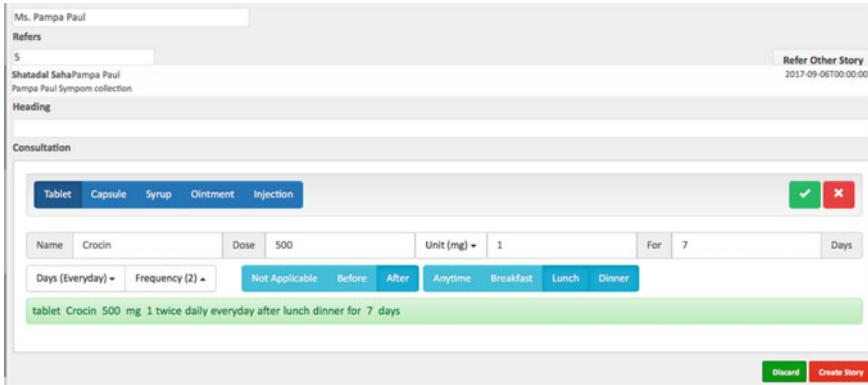 Ms. Pampa Paul
Refers
5
Refer Other Story
Shatadal SahaPampa Paul 2017-09-06T00:00:00
Pampa Paul Sympom collection
Heading
Consultation
Tablet Capsule Syrup Ointment Injection
Name Crocin Dose 500 Unit (mg) 1 For 7 Days
Days (Everyday) Frequency (2) Not Applicable Before After Anytime Breakfast Lunch Dinner
tablet Crocin 500 mg 1 twice daily everyday after lunch dinner for 7 days
Discard Create Story